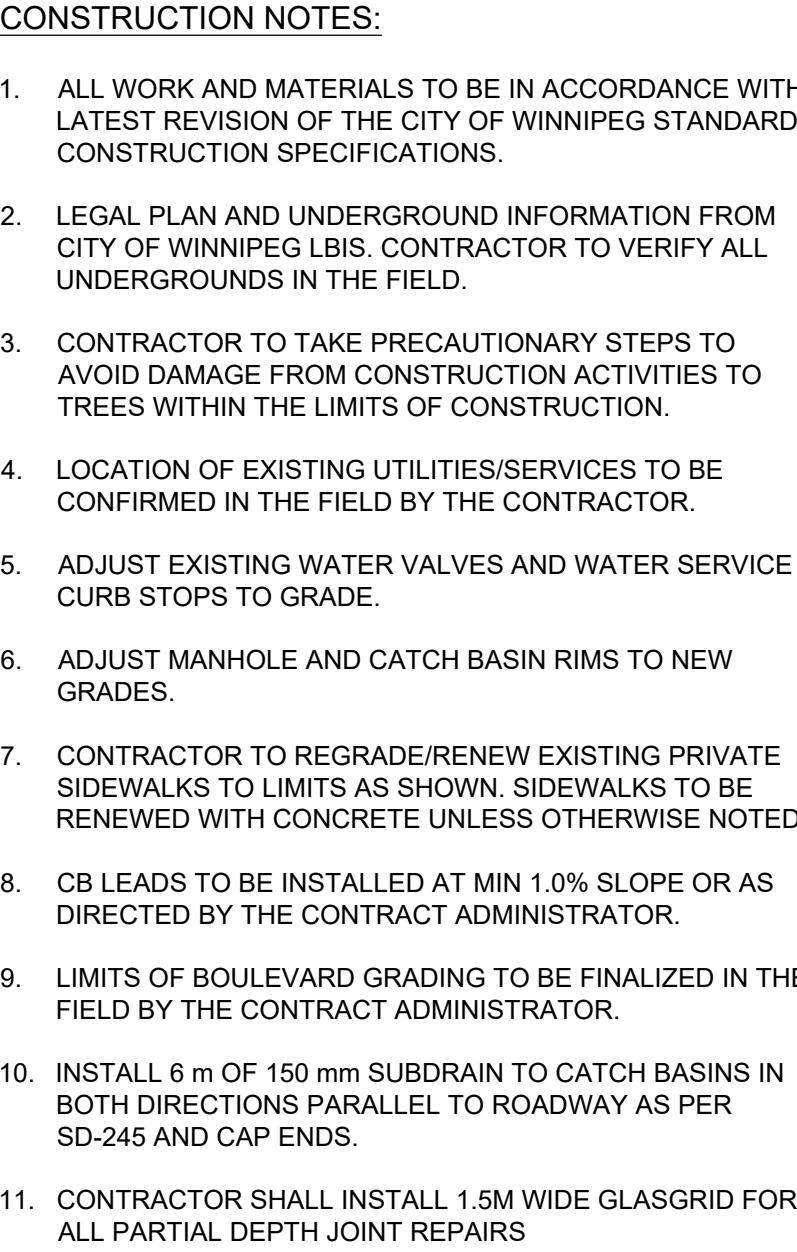 CONSTRUCTION NOTES:
1. ALL WORK AND MATERIALS TO BE IN ACCORDANCE WITH
LATEST REVISION OF THE CITY OF WINNIPEG STANDARD
CONSTRUCTION SPECIFICATIONS.
2. LEGAL PLAN AND UNDERGROUND INFORMATION FROM
CITY OF WINNIPEG LBIS. CONTRACTOR TO VERIFY ALL
UNDERGROUNDS IN THE FIELD.
3. CONTRACTOR TO TAKE PRECAUTIONARY STEPS TO
AVOID DAMAGE FROM CONSTRUCTION ACTIVITIES TO
TREES WITHIN THE LIMITS OF CONSTRUCTION.
4. LOCATION OF EXISTING UTILITIES/SERVICES TO BE
CONFIRMED IN THE FIELD BY THE CONTRACTOR.
5. ADJUST EXISTING WATER VALVES AND WATER SERVICE
CURB STOPS TO GRADE.
6. ADJUST MANHOLE AND CATCH BASIN RIMS TO NEW
GRADES.
7. CONTRACTOR TO REGRADE/RENEW EXISTING PRIVATE
SIDEWALKS TO LIMITS AS SHOWN. SIDEWALKS TO BE
RENEWED WITH CONCRETE UNLESS OTHERWISE NOTED
8. CB LEADS TO BE INSTALLED AT MIN 1.0% SLOPE OR AS
DIRECTED BY THE CONTRACT ADMINISTRATOR.
9. LIMITS OF BOULEVARD GRADING TO BE FINALIZED IN THE
FIELD BY THE CONTRACT ADMINISTRATOR.
10. INSTALL 6 m OF 150 mm SUBDRAIN TO CATCH BASINS IN
BOTH DIRECTIONS PARALLEL TO ROADWAY AS PER
SD-245 AND CAP ENDS.
11. CONTRACTOR SHALL INSTALL 1.5M WIDE GLASGRID FOR
ALL PARTIAL DEPTH JOINT REPAIRS